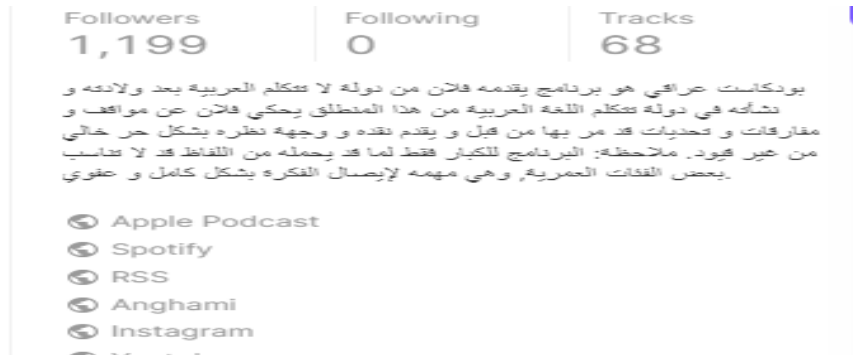 Followers Following Tracks
1,199 0 68
بودكاست عراقي هو برنامج يقدمه فلان من دولة لا تتكلم العربية بعد ولادته و
نشأته في دولة تتكلم اللغة العربية من هذا المنطلق يحكي فلان عن مواقف و
مفارقات و تحديات قد مر بها من قبل و يقدم نقده و وجهة نظره بشكل حر خالي
من غير قيود. ملاحظة: البرنامج للكبار فقط لما قد يحمله من اللفاظ قد لا تناسب
بعض الفئات العمرية, وهي مهمه لإيصال الفكره بشكل كامل و عفوي.
Apple Podcast
Spotify
RSS
Anghami
Instagram